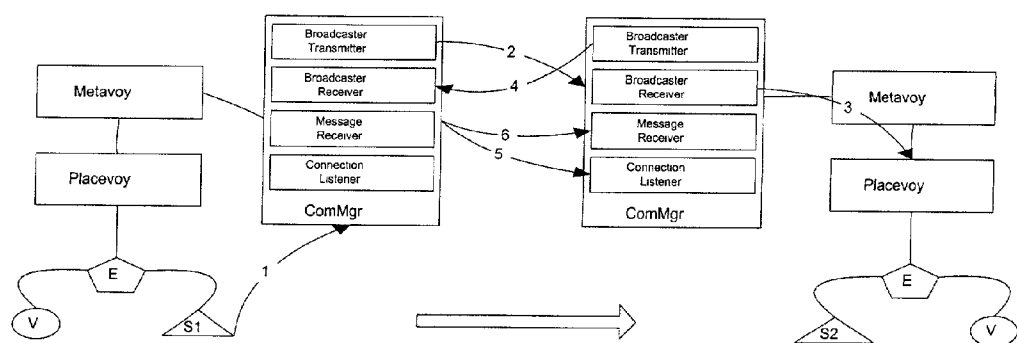 Metavoy
Placevoy
E
V
S1
1
Broadcaster
Transmitter
Broadcaster
Receiver
Message
Receiver
Connection
Listener
ComMgr
2
4
6
5
Broadcaster
Transmitter
Broadcaster
Receiver
Message
Receiver
Connection
Listener
ComMgr
3
Metavoy
Placevoy
E
S2
V